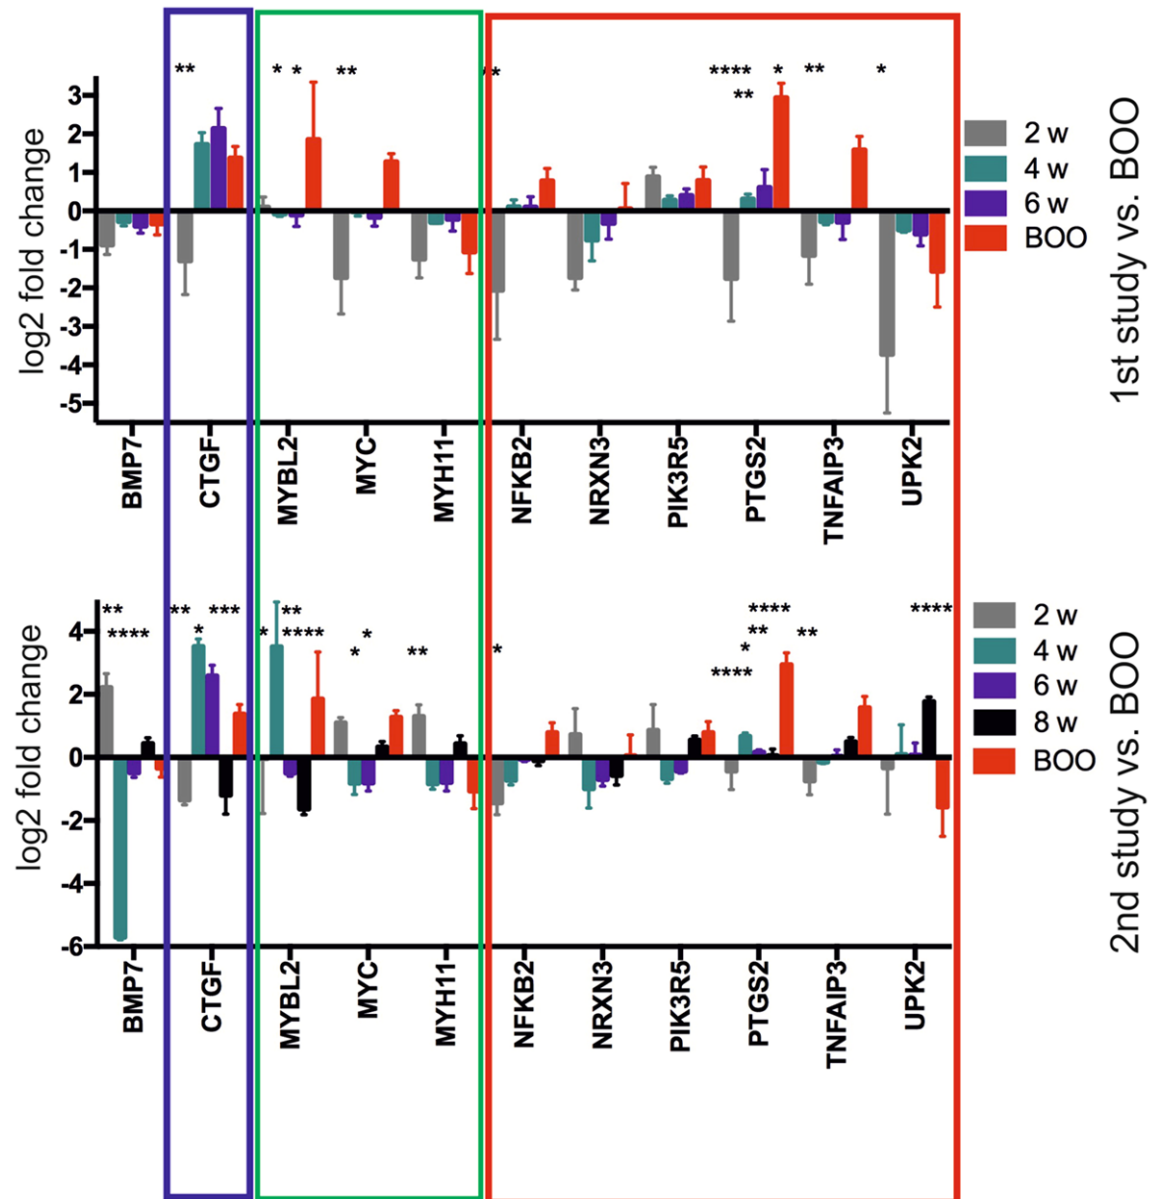 ** * * ** ** **** * ** *
**
log2 fold change
3
2
1
0
-1
-2
-3
-4
-5
BMP7 CTGF MYBL2 MYC MYH11 NFKB2 NRXN3 PIK3R5 PTGS2 TNFAIP3 UPK2
2 w
4 w
6 w
BOO
1st study vs. BOO
** ** *** ** **** ****
**** * * **** * ** **
* ** * *
****
log2 fold change
4
2
0
-2
-4
-6
BMP7 CTGF MYBL2 MYC MYH11 NFKB2 NRXN3 PIK3R5 PTGS2 TNFAIP3 UPK2
2 w
4 w
6 w
8 w
BOO
2nd study vs. BOO